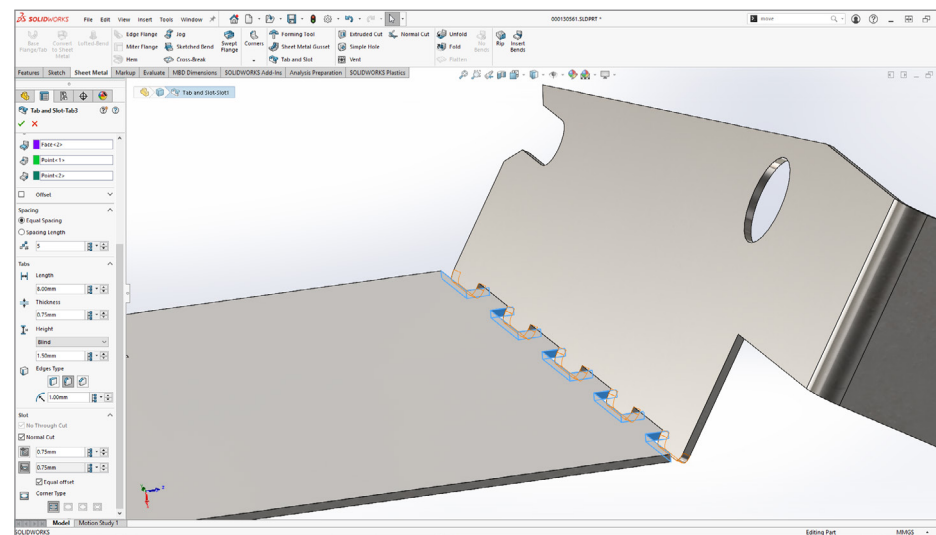 SOLIDWORKS File Edit View Insert Tools Window 000130561.SLDPRT * move
Base Flange/Tab Convert to Sheet Metal Lofted-Bend Edge Flange Miter Flange Hem Jog Sketched Bend Cross-Break Swept Flange Corners Forming Tool Sheet Metal Gusset Tab and Slot Extruded Cut Simple Hole Vent Normal Cut Unfold Fold Flatten No Bends Rip Insert Bends
Features Sketch Sheet Metal Markup Evaluate MBD Dimensions SOLIDWORKS Add-Ins Analysis Preparation SOLIDWORKS Plastics
Tab and Slot-Slot1
Tab and Slot-Tab3
Face<2>
Point<1>
Point<2>
Offset
Spacing
Equal Spacing
Spacing Length
5
Tabs
Length
8.00mm
Thickness
0.75mm
Height
Blind
1.50mm
Edges Type
1.00mm
Slot
No Through Cut
Normal Cut
0.75mm
0.75mm
Equal offset
Corner Type
Model Motion Study 1
SOLIDWORKS Editing Part MMGS